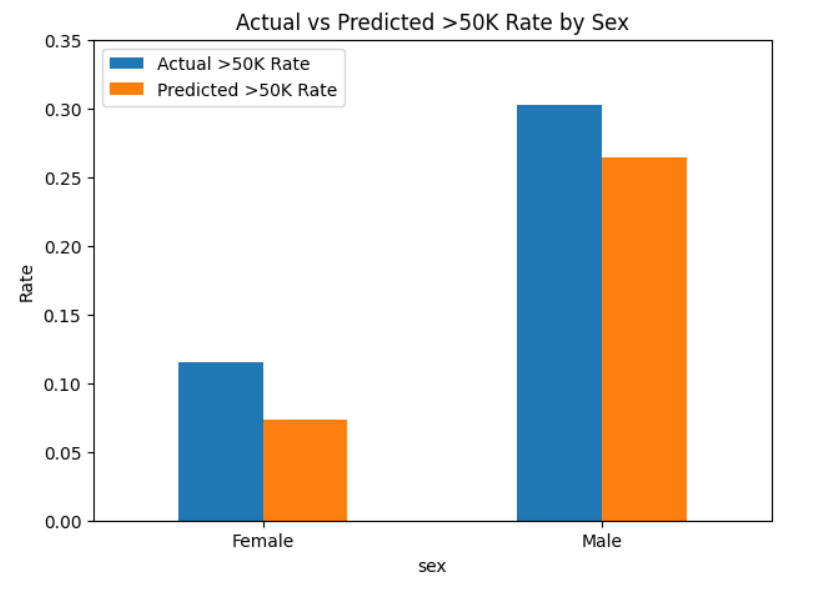 Actual vs Predicted >50K Rate by Sex
0.35
Actual >50K Rate
Predicted >50K Rate
0.30
0.25
0.20
0.15
0.10
0.05
0.00
Rate
Female
Male
sex